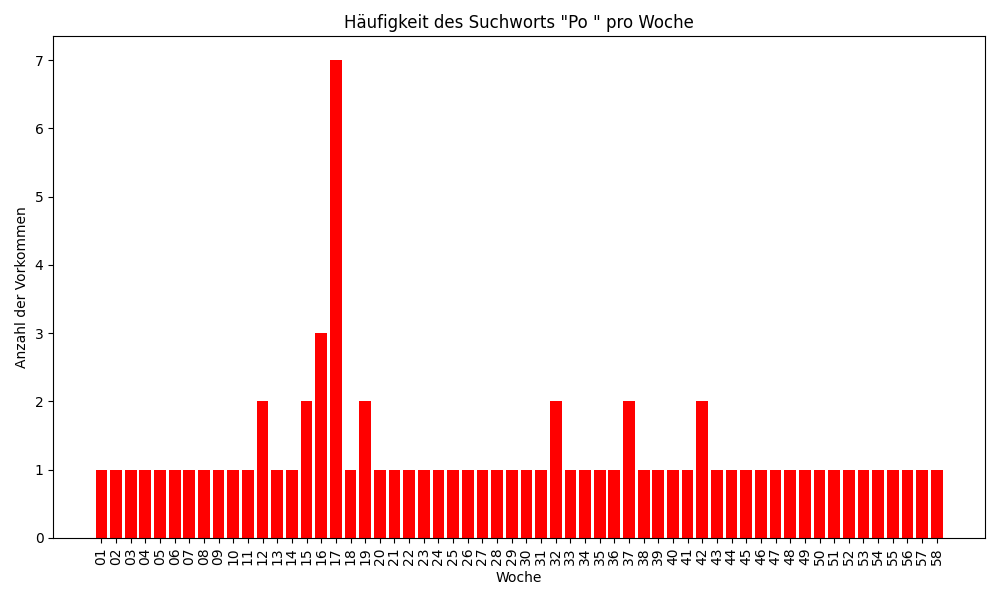 Häufigkeit des Suchworts "Po " pro Woche
Anzahl der Vorkommen
7
6
5
4
3
2
1
0
01 02 03 04 05 06 07 08 09 10 11 12 13 14 15 16 17 18 19 20 21 22 23 24 25 26 27 28 29 30 31 32 33 34 35 36 37 38 39 40 41 42 43 44 45 46 47 48 49 50 51 52 53 54 55 56 57 58
Woche